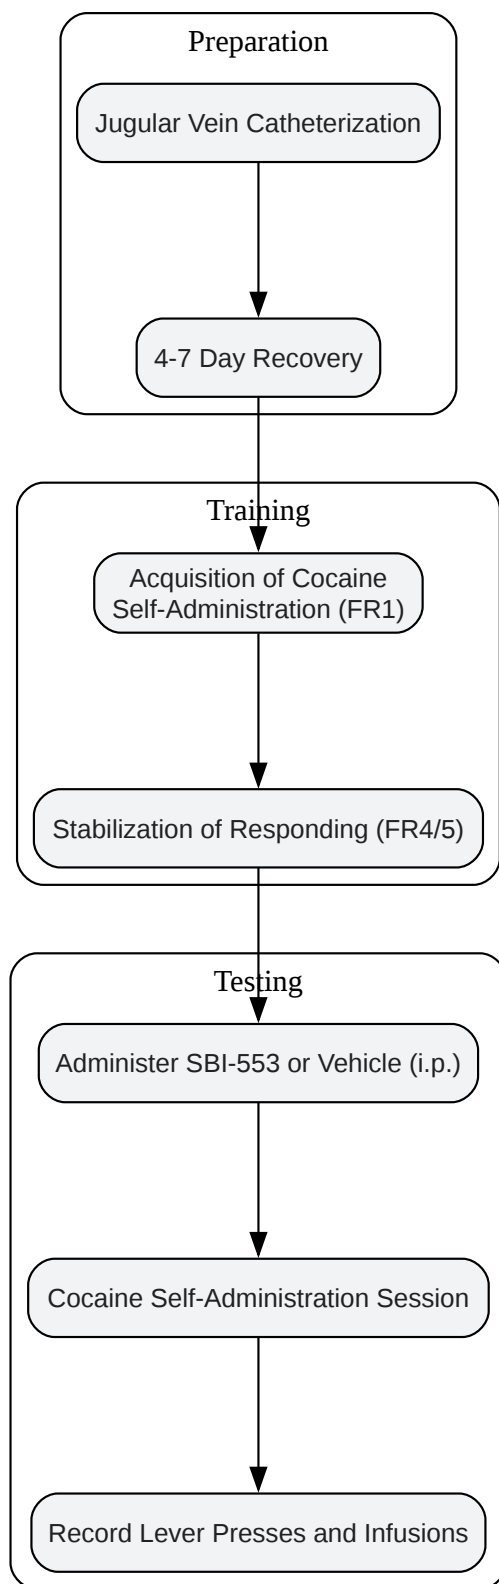 Preparation
Jugular Vein Catheterization
4-7 Day Recovery
Training
Acquisition of Cocaine
Self-Administration (FR1)
Stabilization of Responding (FR4/5)
Testing
Administer SBI-553 or Vehicle (i.p.)
Cocaine Self-Administration Session
Record Lever Presses and Infusions